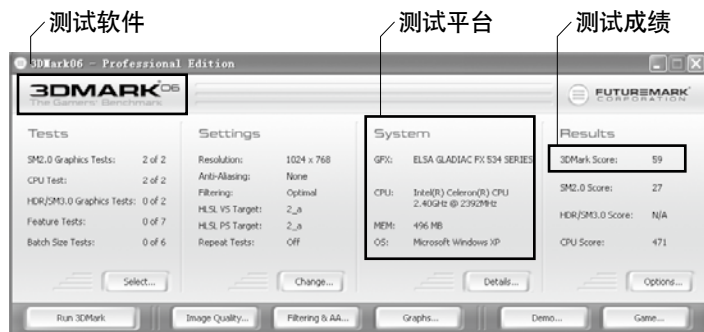 测试软件
测试平台
测试成绩
3DMark06 - Professional Edition
3DMARK 06
The Gamers' Benchmark
FUTUREMARK
CORPORATION
Tests
SM2.0 Graphics Tests: 2 of 2
CPU Test: 2 of 2
HDR/SM3.0 Graphics Tests: 0 of 2
Feature Tests: 0 of 7
Batch Size Tests: 0 of 6
Select...
Settings
Resolution: 1024 x 768
Anti-Aliasing: None
Filtering: Optimal
HLSL VS Target: 2_a
HLSL PS Target: 2_a
Repeat Tests: Off
Change...
System
GFX: ELSA GLADIAC FX 534 SERIES
CPU: Intel(R) Celeron(R) CPU
2.40GHz @ 2392MHz
MEM: 496 MB
OS: Microsoft Windows XP
Details...
Results
3DMark Score: 59
SM2.0 Score: 27
HDR/SM3.0 Score: N/A
CPU Score: 471
Options...
Run 3DMark
Image Quality...
Filtering & AA...
Graphs...
Demo...
Game...